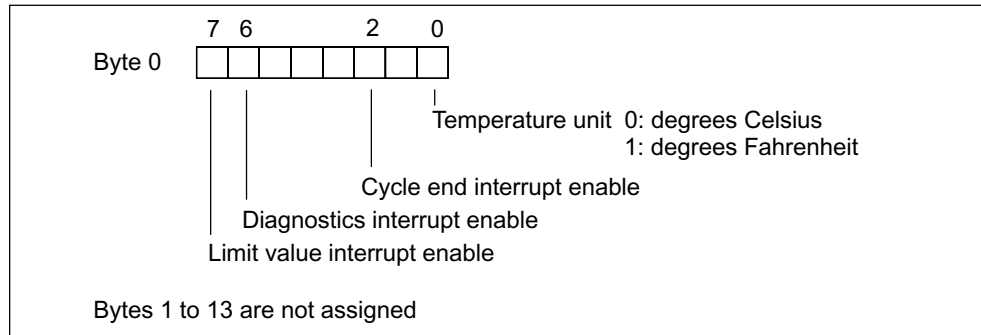 7 6 2 0
Byte 0
Temperature unit 0: degrees Celsius
1: degrees Fahrenheit
Cycle end interrupt enable
Diagnostics interrupt enable
Limit value interrupt enable
Bytes 1 to 13 are not assigned